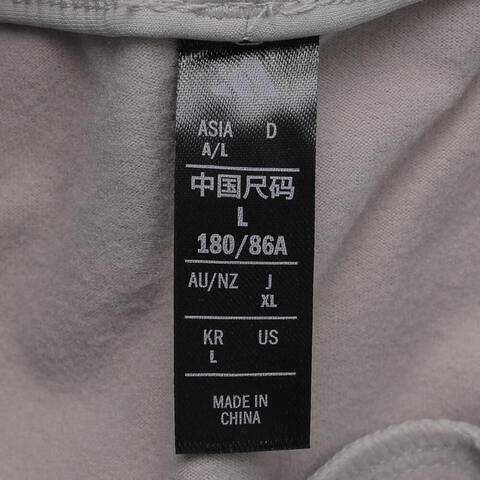 ASIA D
A/L
中国尺码
L
180/86A
AU/NZ J
XL
KR US
L
MADE IN
CHINA